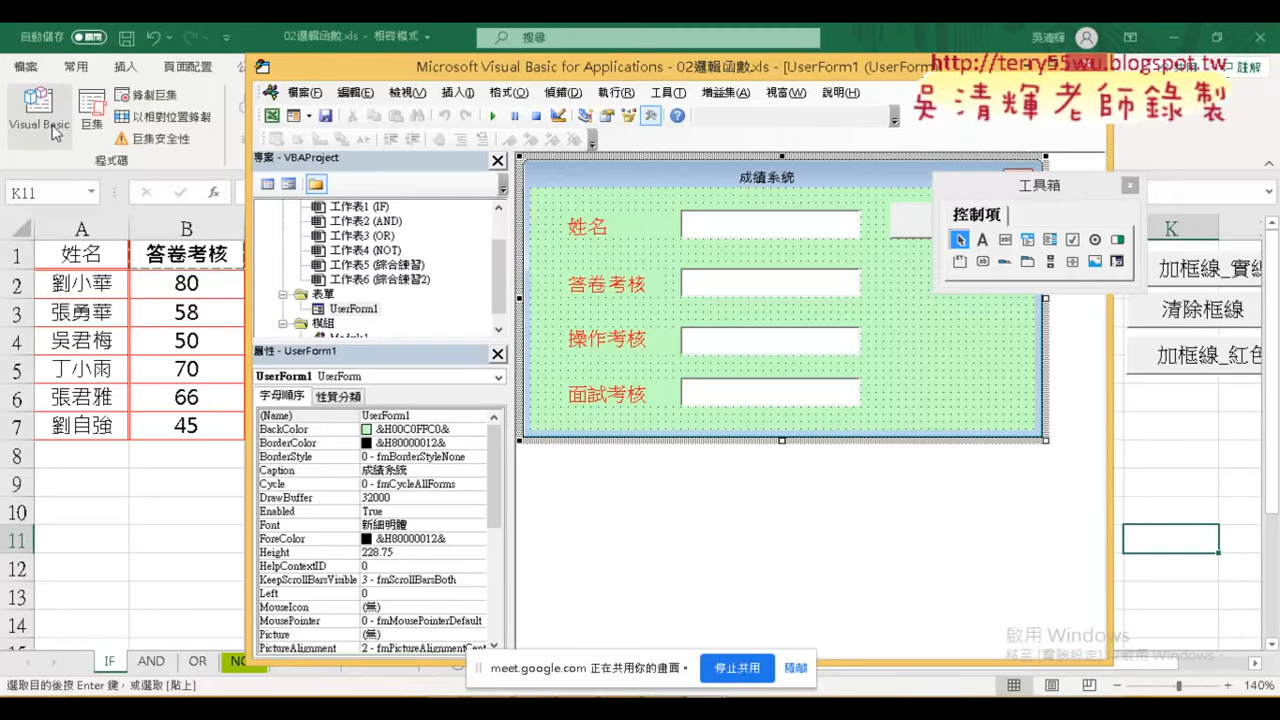 自動儲存
02邏輯函數.xls - 相容模式
搜尋
吳清輝
檔案
常用
插入
頁面配置
註解
Visual Basic
巨集
錄製巨集
以相對位置錄製
巨集安全性
程式碼
Microsoft Visual Basic for Applications - 02邏輯函數.xls - [UserForm1 (UserForm
http://terry55wu.blogspot.tw
吳清輝老師錄製
檔案(F)
編輯(E)
檢視(V)
插入(I)
格式(O)
偵錯(D)
執行(R)
工具(T)
增益集(A)
視窗(W)
說明(H)
專案 - VBAProject
工作表1 (IF)
工作表2 (AND)
工作表3 (OR)
工作表4 (NOT)
工作表5 (綜合練習)
工作表6 (綜合練習2)
表單
UserForm1
模組
屬性 - UserForm1
UserForm1 UserForm
字母順序
性質分類
(Name) UserForm1
BackColor &H00C0FFC0&
BorderColor &H80000012&
BorderStyle 0 - fmBorderStyleNone
Caption 成績系統
Cycle 0 - fmCycleAllForms
DrawBuffer 32000
Enabled True
Font 新細明體
ForeColor &H80000012&
Height 228.75
HelpContextID 0
KeepScrollBarsVisible 3 - fmScrollBarsBoth
Left 0
MouseIcon (無)
MousePointer 0 - fmMousePointerDefault
Picture (無)
PictureAlignment 2 - fmPictureAlignmentCent
成績系統
姓名
答卷考核
操作考核
面試考核
工具箱
控制項
K11
fx
A B K
1 姓名 答卷考核
2 劉小華 80
3 張勇華 58
4 吳君梅 50
5 丁小雨 70
6 張君雅 66
7 劉自強 45
8
9
10
11
12
13
14
15
加框線_實線
清除框線
加框線_紅色
啟用 Windows
IF
AND
OR
meet.google.com 正在共用你的畫面。
停止共用
隱藏
選取目的後按 Enter 鍵，或選取 [貼上]
140%